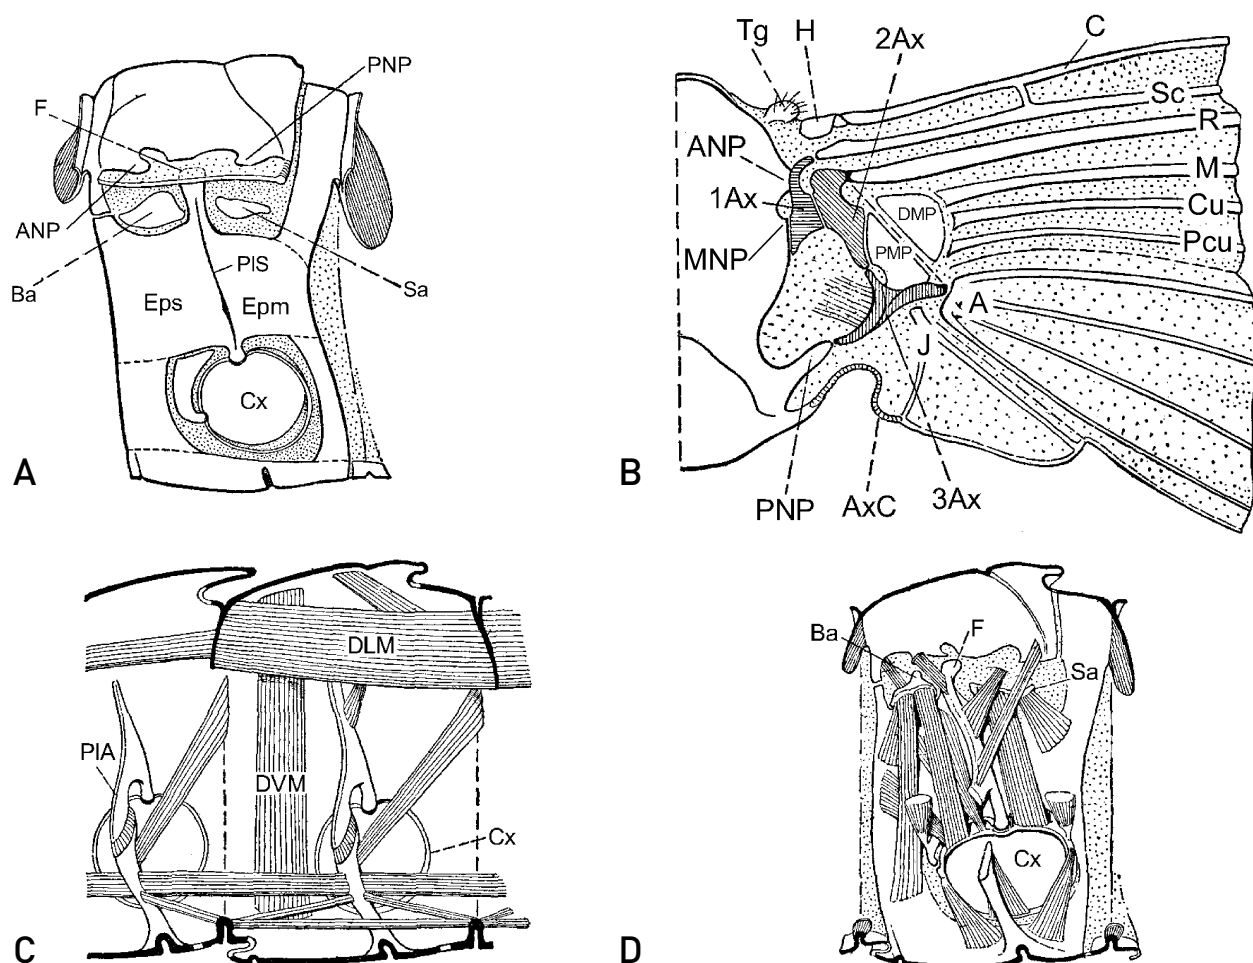 PNP
F
ANP
Ba
PlS
Sa
Eps
Epm
Cx
A
Tg
H
2Ax
C
Sc
R
ANP
M
1Ax
DMP
Cu
MNP
PMP
Pcu
A
J
PNP
AxC
3Ax
B
DLM
PlA
DVM
Cx
C
Ba
F
Sa
Cx
D